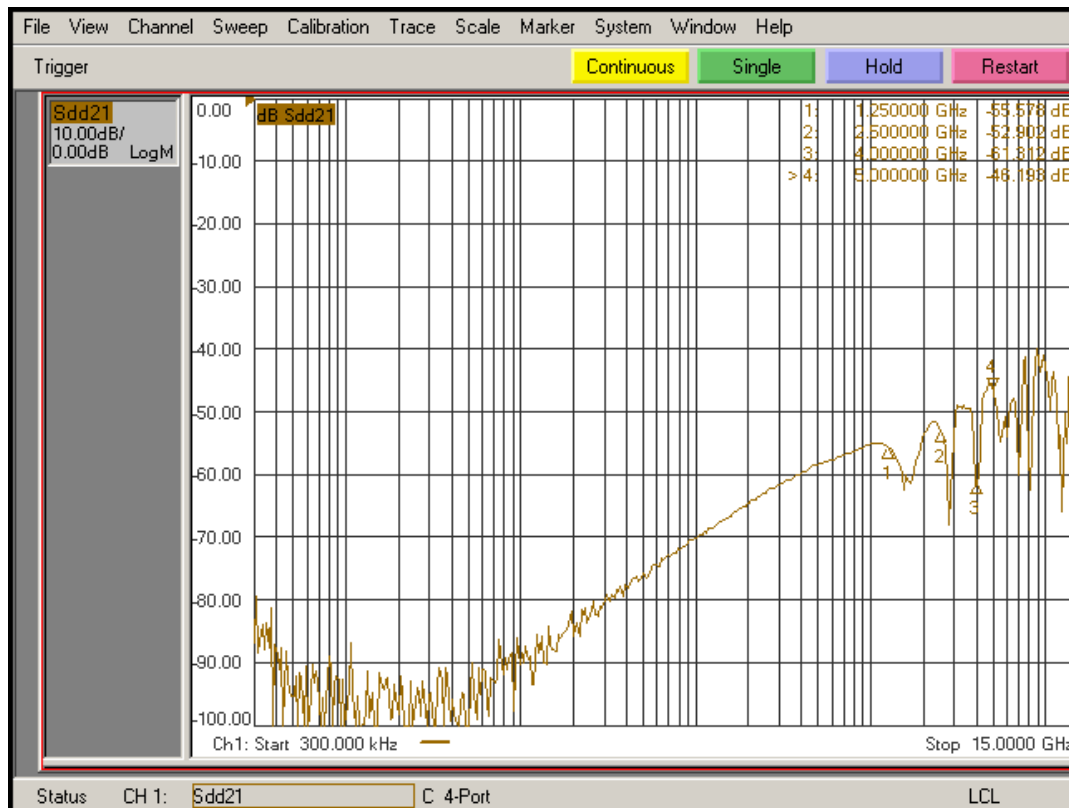 File View Channel Sweep Calibration Trace Scale Marker System Window Help
Trigger Continuous Single Hold Restart
Sdd21
10.00dB/
0.00dB LogM
dB Sdd21
1: 1.250000 GHz -55.578 dB
2: 2.500000 GHz -52.902 dB
3: 4.000000 GHz -61.312 dB
> 4: 5.000000 GHz -46.193 dB
0.00
-10.00
-20.00
-30.00
-40.00
-50.00
-60.00
-70.00
-80.00
-90.00
-100.00
4
1
2
3
Ch1: Start 300.000 kHz Stop 15.0000 GHz
Status CH 1: Sdd21 C 4-Port LCL